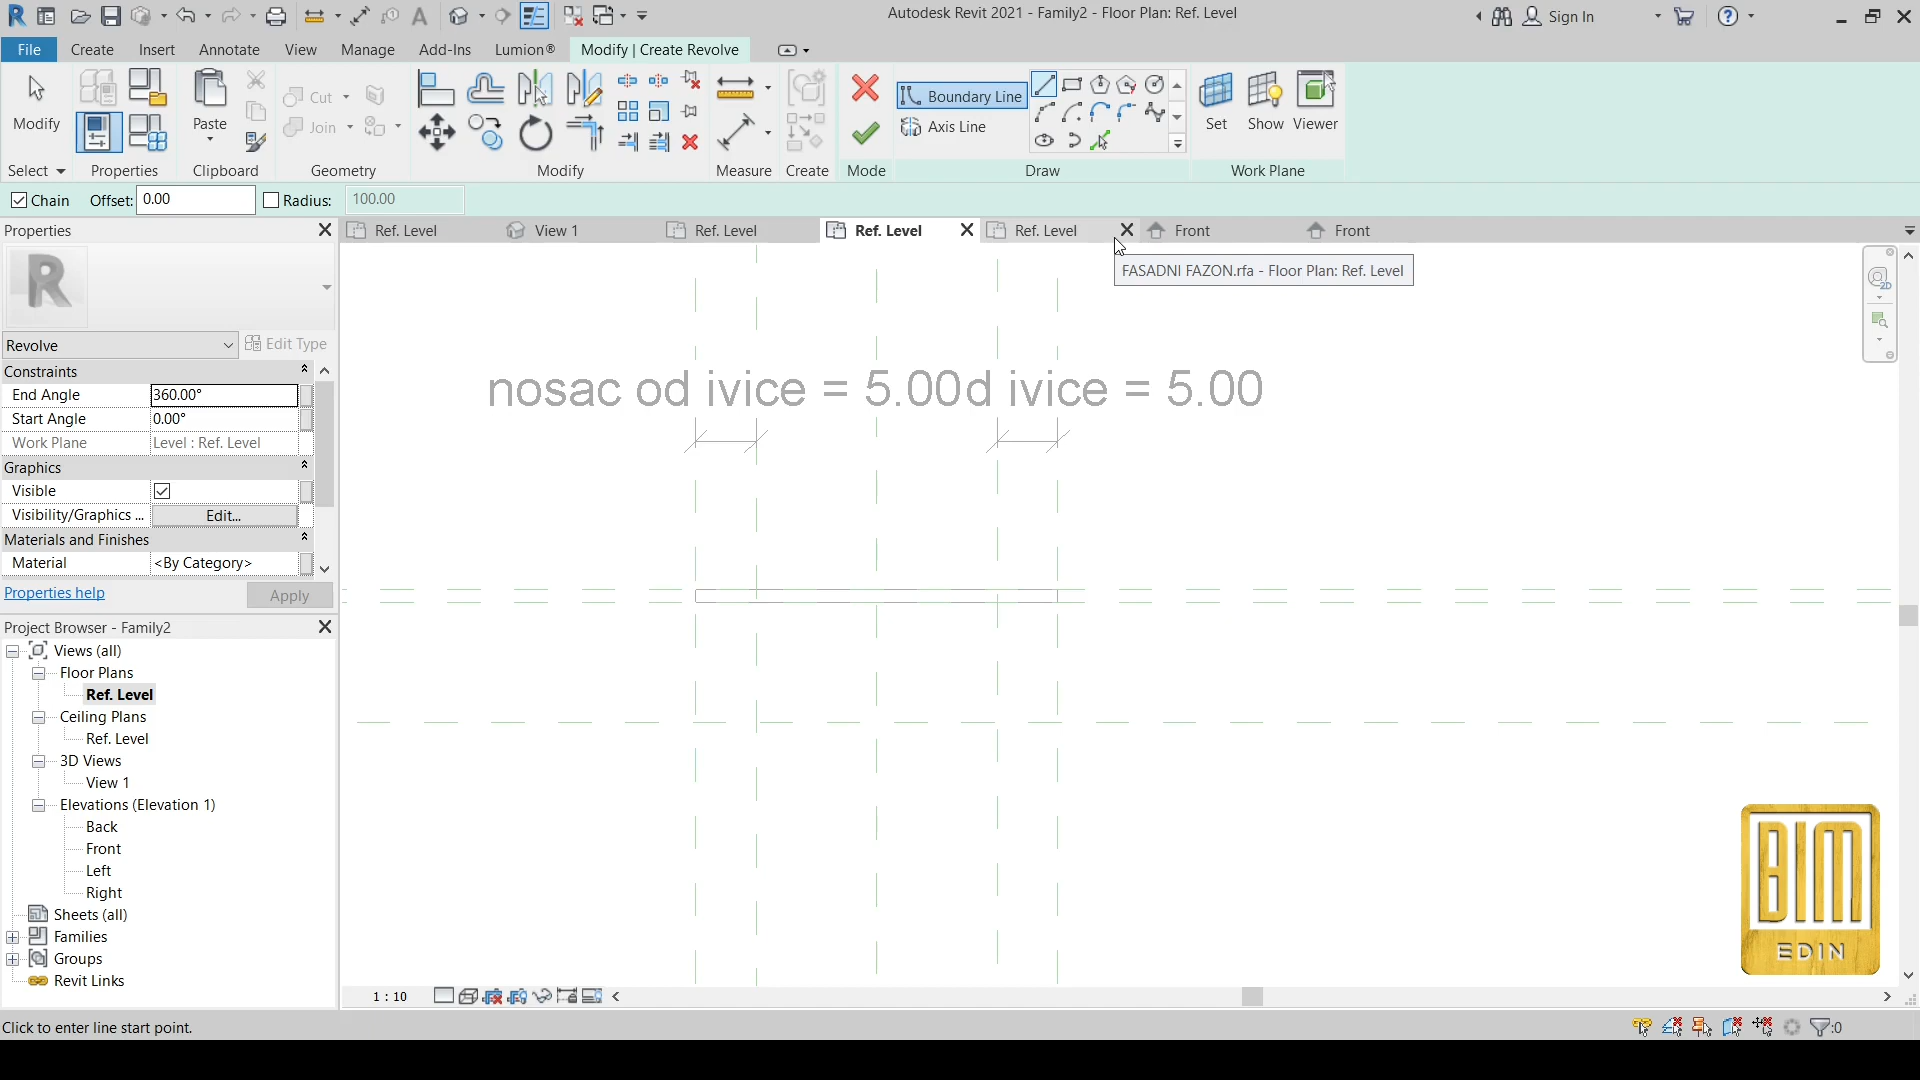 Autodesk Revit 2021 - Family2 - Floor Plan: Ref. Level
Sign In
File Create Insert Annotate View Manage Add-Ins Lumion® Modify | Create Revolve
Modify
Paste
Cut
Join
Boundary Line
Axis Line
Set Show Viewer
Select Properties Clipboard Geometry Modify Measure Create Mode Draw Work Plane
Chain Offset: 0.00 Radius: 100.00
Properties
Ref. Level View 1 Ref. Level Ref. Level Ref. Level Front Front
FASADNI FAZON.rfa - Floor Plan: Ref. Level
Revolve
Edit Type
Constraints
End Angle 360.00°
Start Angle 0.00°
Work Plane Level : Ref. Level
Graphics
Visible
Visibility/Graphics ... Edit...
Materials and Finishes
Material <By Category>
Properties help Apply
nosac od ivice = 5.00d ivice = 5.00
Project Browser - Family2
Views (all)
Floor Plans
Ref. Level
Ceiling Plans
Ref. Level
3D Views
View 1
Elevations (Elevation 1)
Back
Front
Left
Right
Sheets (all)
Families
Groups
Revit Links
BIM
EDIN
1 : 10
Click to enter line start point.
:0
2D